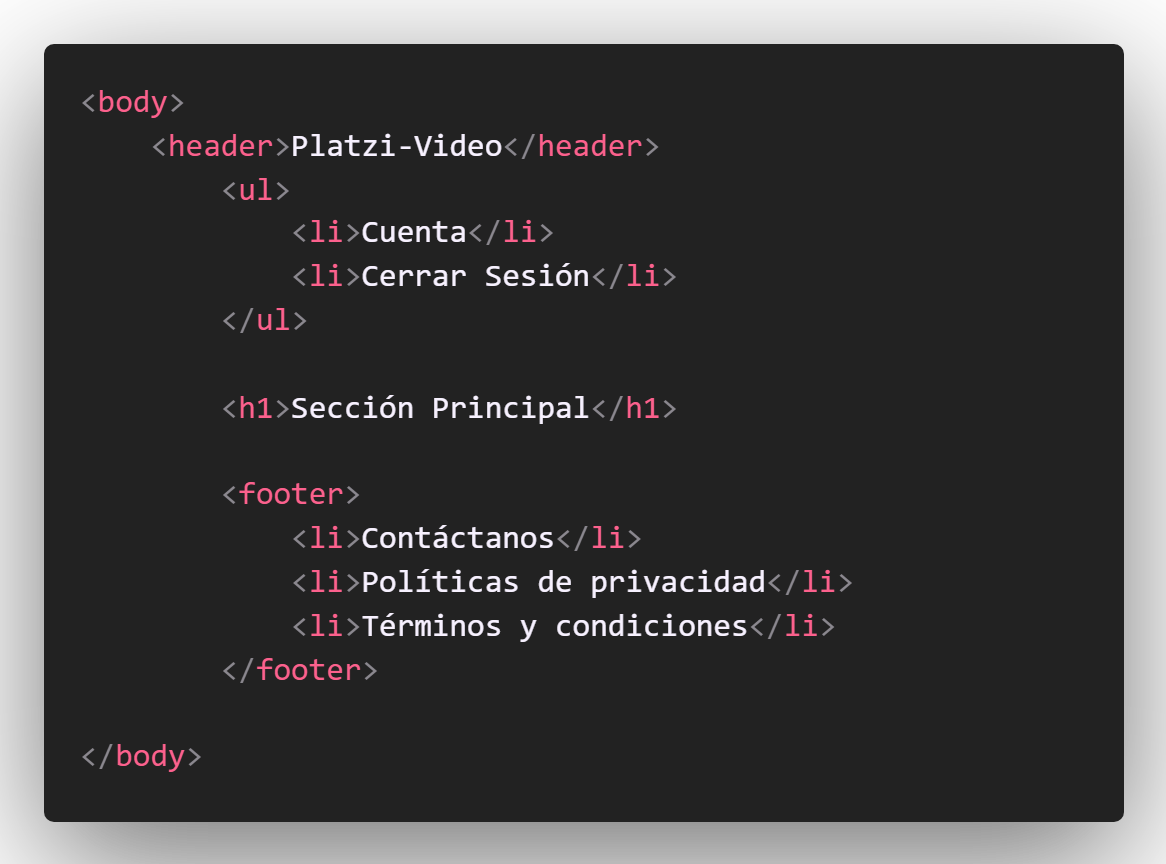 <body>
    <header>Platzi-Video</header>
        <ul>
            <li>Cuenta</li>
            <li>Cerrar Sesión</li>
        </ul>

        <h1>Sección Principal</h1>

        <footer>
            <li>Contáctanos</li>
            <li>Políticas de privacidad</li>
            <li>Términos y condiciones</li>
        </footer>

</body>